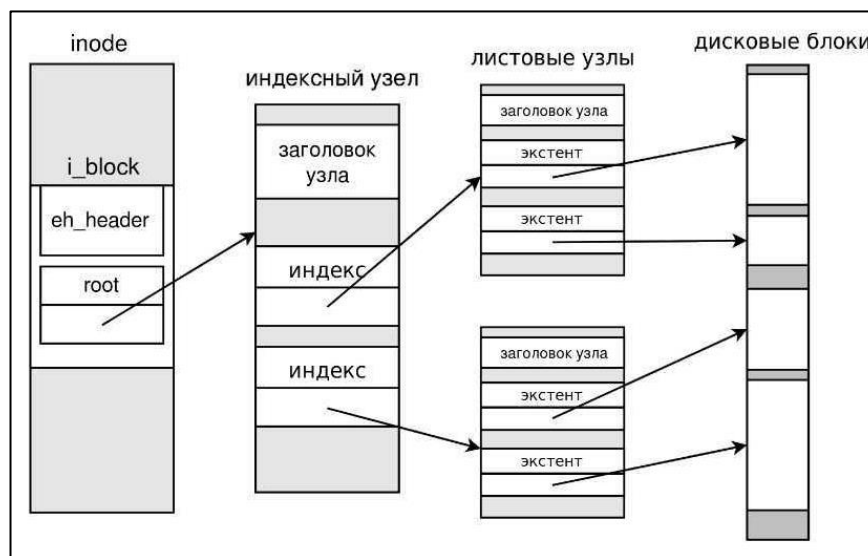 inode
i_block
eh_header
root
индексный узел
заголовок
узла
индекс
индекс
листовые узлы
заголовок узла
экстент
экстент
заголовок узла
экстент
экстент
дисковые блоки